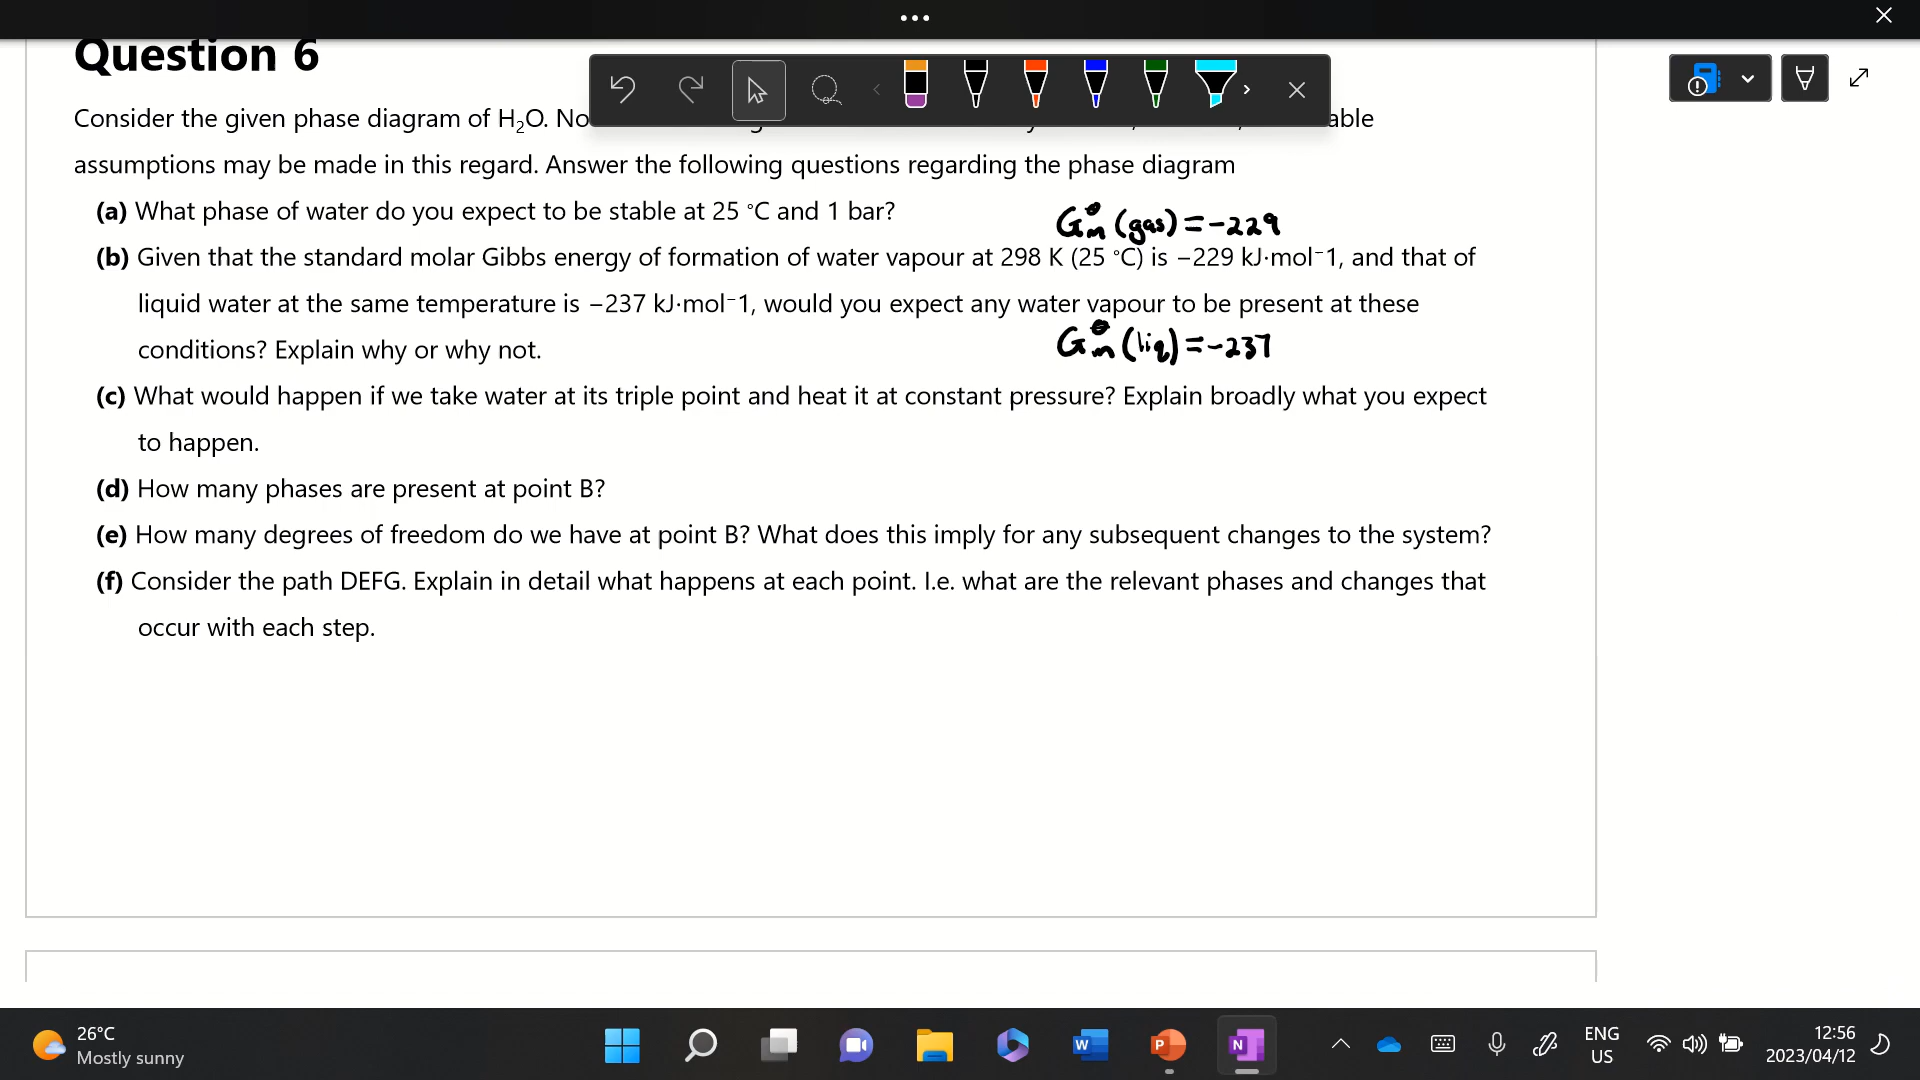 Question 6
Consider the given phase diagram of H₂O. No able
assumptions may be made in this regard. Answer the following questions regarding the phase diagram
(a) What phase of water do you expect to be stable at 25 °C and 1 bar?
G°m (gas) = -229
(b) Given that the standard molar Gibbs energy of formation of water vapour at 298 K (25 °C) is −229 kJ·mol⁻1, and that of
liquid water at the same temperature is −237 kJ·mol⁻1, would you expect any water vapour to be present at these
G°m (liq) = -237
conditions? Explain why or why not.
(c) What would happen if we take water at its triple point and heat it at constant pressure? Explain broadly what you expect
to happen.
(d) How many phases are present at point B?
(e) How many degrees of freedom do we have at point B? What does this imply for any subsequent changes to the system?
(f) Consider the path DEFG. Explain in detail what happens at each point. I.e. what are the relevant phases and changes that
occur with each step.
26°C
Mostly sunny
W
P
N
ENG
US
12:56
2023/04/12